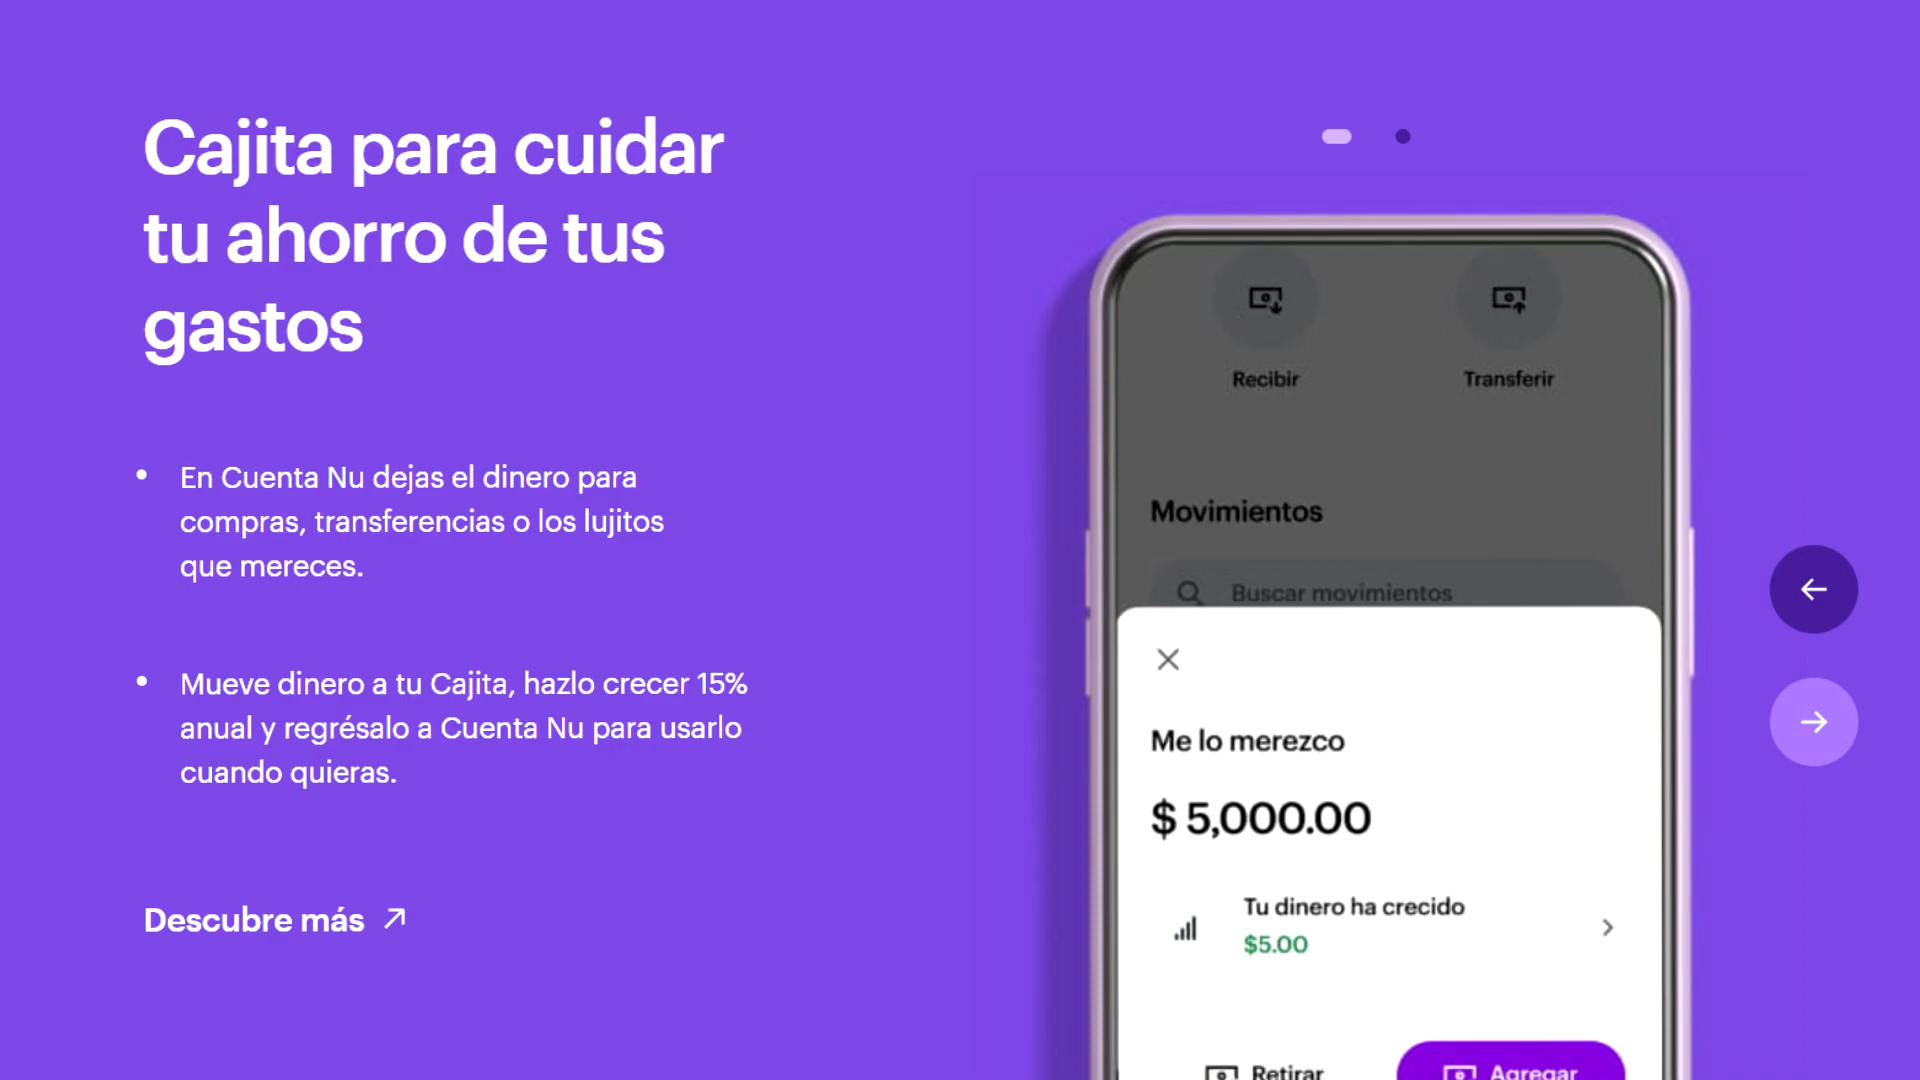 Cajita para cuidar
tu ahorro de tus
gastos
• En Cuenta Nu dejas el dinero para
compras, transferencias o los lujitos
que mereces.
• Mueve dinero a tu Cajita, hazlo crecer 15%
anual y regrésalo a Cuenta Nu para usarlo
cuando quieras.
Descubre más
Recibir
Transferir
Movimientos
Buscar movimientos
Me lo merezco
$ 5,000.00
Tu dinero ha crecido
$5.00
Retirar
Agregar